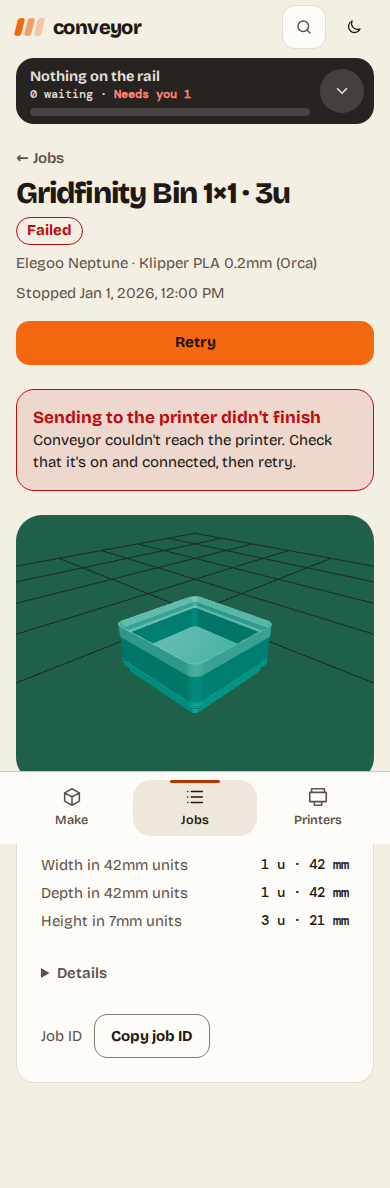 conveyor
Nothing on the rail
0 waiting · Needs you 1
← Jobs
Gridfinity Bin 1×1 · 3u
Failed
Elegoo Neptune · Klipper PLA 0.2mm (Orca)
Stopped Jan 1, 2026, 12:00 PM
Retry
Sending to the printer didn't finish
Conveyor couldn't reach the printer. Check
that it's on and connected, then retry.
Make
Jobs
Printers
Width in 42mm units 1 u · 42 mm
Depth in 42mm units 1 u · 42 mm
Height in 7mm units 3 u · 21 mm
▶ Details
Job ID Copy job ID